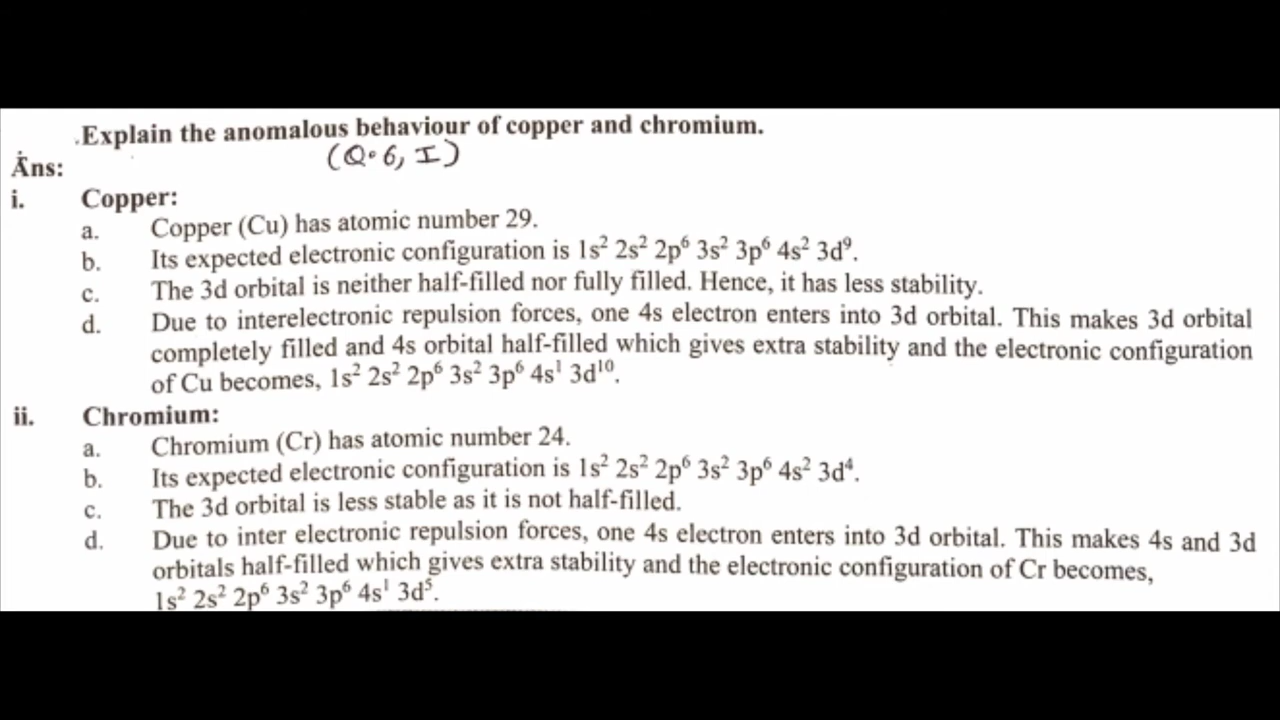 .Explain the anomalous behaviour of copper and chromium.
(Q.6, I)
Ans:
i. Copper:
a. Copper (Cu) has atomic number 29.
b. Its expected electronic configuration is 1s² 2s² 2p⁶ 3s² 3p⁶ 4s² 3d⁹.
c. The 3d orbital is neither half-filled nor fully filled. Hence, it has less stability.
d. Due to interelectronic repulsion forces, one 4s electron enters into 3d orbital. This makes 3d orbital
completely filled and 4s orbital half-filled which gives extra stability and the electronic configuration
of Cu becomes, 1s² 2s² 2p⁶ 3s² 3p⁶ 4s¹ 3d¹⁰.
ii. Chromium:
a. Chromium (Cr) has atomic number 24.
b. Its expected electronic configuration is 1s² 2s² 2p⁶ 3s² 3p⁶ 4s² 3d⁴.
c. The 3d orbital is less stable as it is not half-filled.
d. Due to inter electronic repulsion forces, one 4s electron enters into 3d orbital. This makes 4s and 3d
orbitals half-filled which gives extra stability and the electronic configuration of Cr becomes,
1s² 2s² 2p⁶ 3s² 3p⁶ 4s¹ 3d⁵.